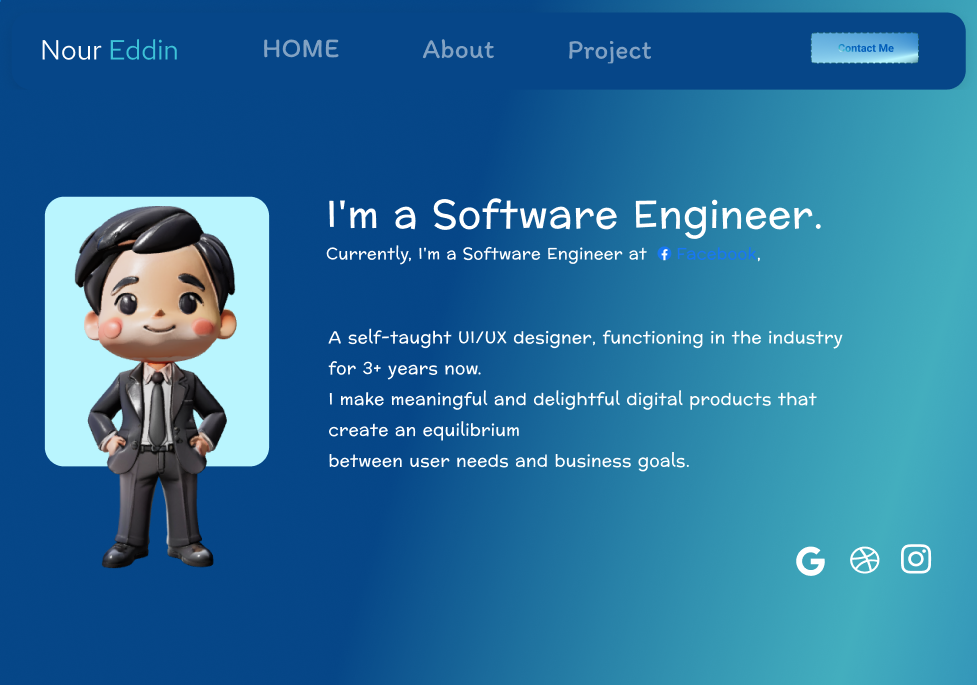 Nour Eddin
HOME
About
Project
Contact Me
I'm a Software Engineer.
Currently, I'm a Software Engineer at Facebook,
A self-taught UI/UX designer, functioning in the industry
for 3+ years now.
I make meaningful and delightful digital products that
create an equilibrium
between user needs and business goals.